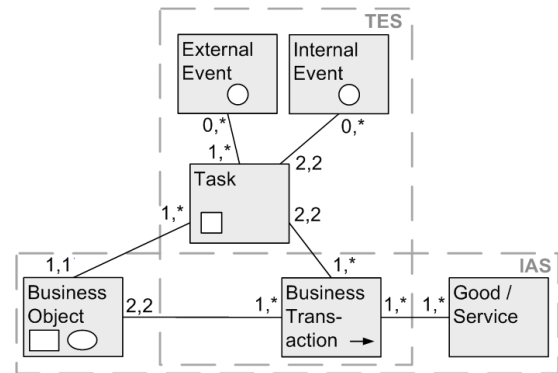 TES
External
Event
Internal
Event
0,*
0,*
1,*
2,2
Task
1,*
2,2
1,1
1,*
IAS
Business
Object
2,2
1,*
Business
Trans-
action
1,*
1,*
Good /
Service